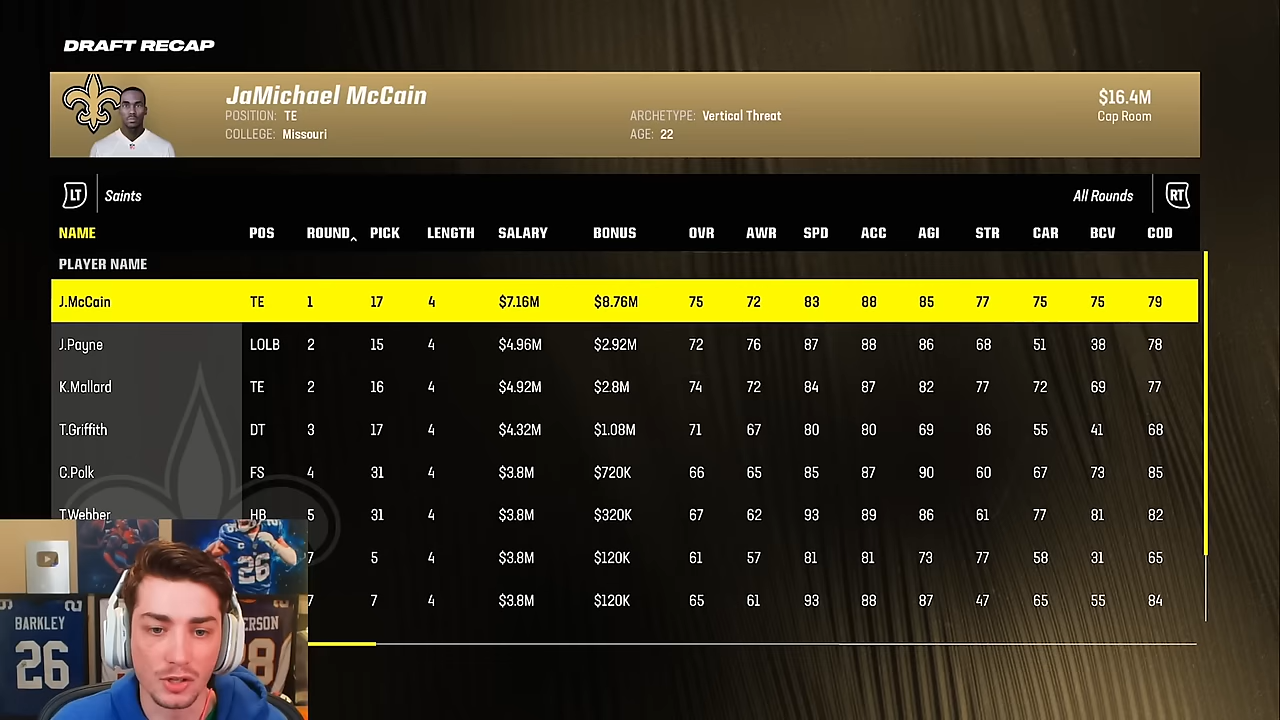 DRAFT RECAP
JaMichael McCain
POSITION: TE
COLLEGE: Missouri
ARCHETYPE: Vertical Threat
AGE: 22
$16.4M
Cap Room
LT Saints All Rounds RT
NAME POS ROUND PICK LENGTH SALARY BONUS OVR AWR SPD ACC AGI STR CAR BCV COD
PLAYER NAME
J.McCain TE 1 17 4 $7.16M $8.76M 75 72 83 88 85 77 75 75 79
J.Payne LOLB 2 15 4 $4.96M $2.92M 72 76 87 88 86 68 51 38 78
K.Mallard TE 2 16 4 $4.92M $2.8M 74 72 84 87 82 77 72 69 77
T.Griffith DT 3 17 4 $4.32M $1.08M 71 67 80 80 69 86 55 41 68
C.Polk FS 4 31 4 $3.8M $720K 66 65 85 87 90 60 67 73 85
T.Webber HB 5 31 4 $3.8M $320K 67 62 93 89 86 61 77 81 82
7 5 4 $3.8M $120K 61 57 81 81 73 77 58 31 65
7 7 4 $3.8M $120K 65 61 93 88 87 47 65 55 84
26
BARKLEY
26
ERSON
8